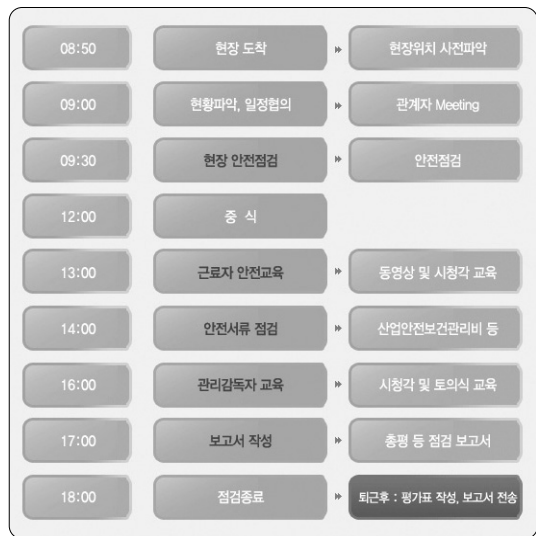 08:50 현장 도착 현장위치 사전파악
09:00 현황파악, 일정협의 관계자 Meeting
09:30 현장 안전점검 안전점검
12:00 중 식
13:00 근로자 안전교육 동영상 및 시청각 교육
14:00 안전서류 점검 산업안전보건관리비 등
16:00 관리감독자 교육 시청각 및 토의식 교육
17:00 보고서 작성 총평 등 점검 보고서
18:00 점검종료 퇴근후 : 평가표 작성, 보고서 전송